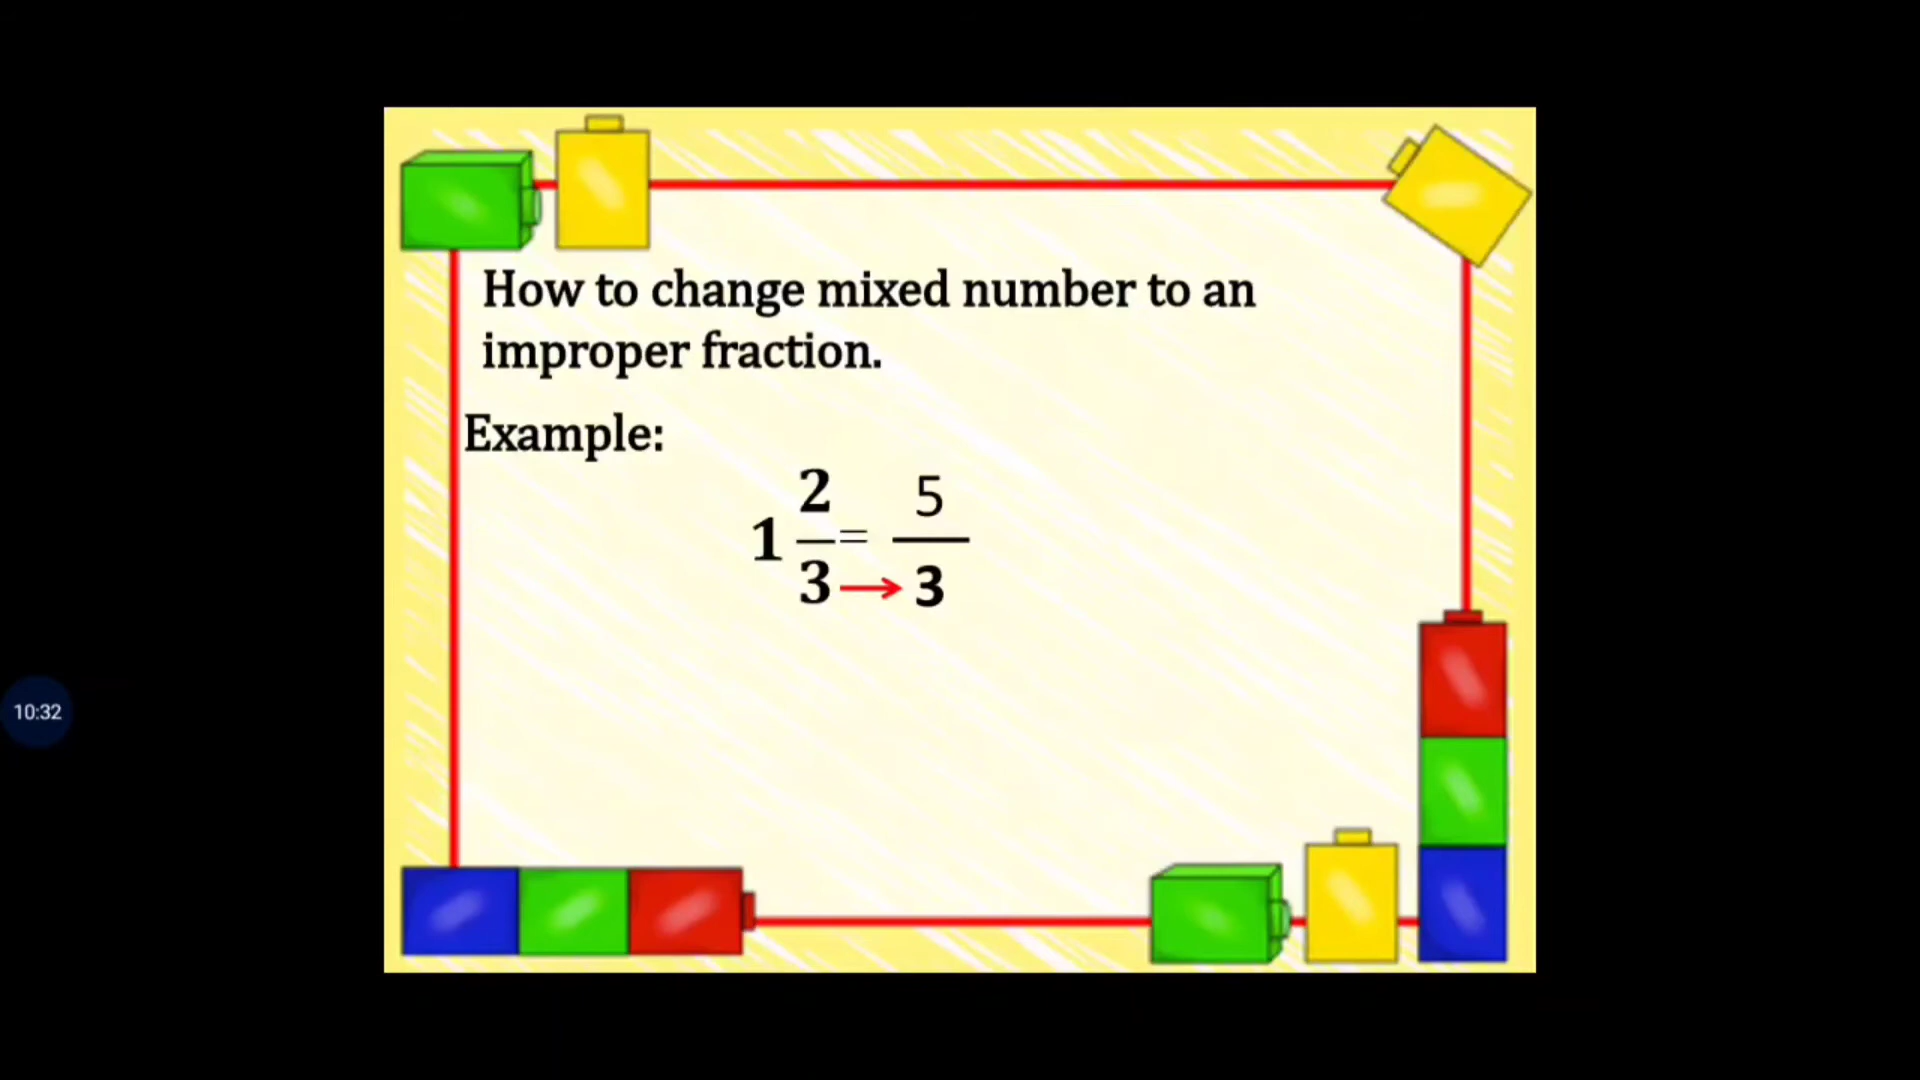 How to change mixed number to an
improper fraction.
Example:
1 2/3 = 5/3
→
10:32